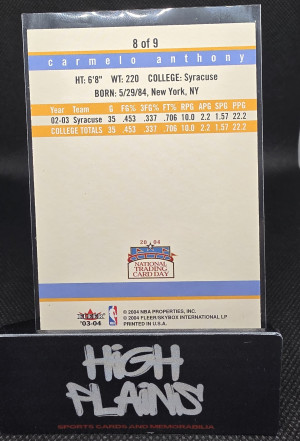 8 of 9
carmelo anthony
HT: 6'8" WT: 220 COLLEGE: Syracuse
BORN: 5/29/84, New York, NY
Year Team G FG% 3FG% FT% RPG APG SPG PPG
02-03 Syracuse 35 .453 .337 .706 10.0 2.2 1.57 22.2
COLLEGE TOTALS 35 .453 .337 .706 10.0 2.2 1.57 22.2
20 04
NATIONAL
TRADING
CARD DAY
FLEER
'03-04
NBA
© 2004 NBA PROPERTIES, INC.
© 2004 FLEER/SKYBOX INTERNATIONAL LP
PRINTED IN U.S.A.
HIGH
PLAINS
SPORTS CARDS AND MEMORABILIA